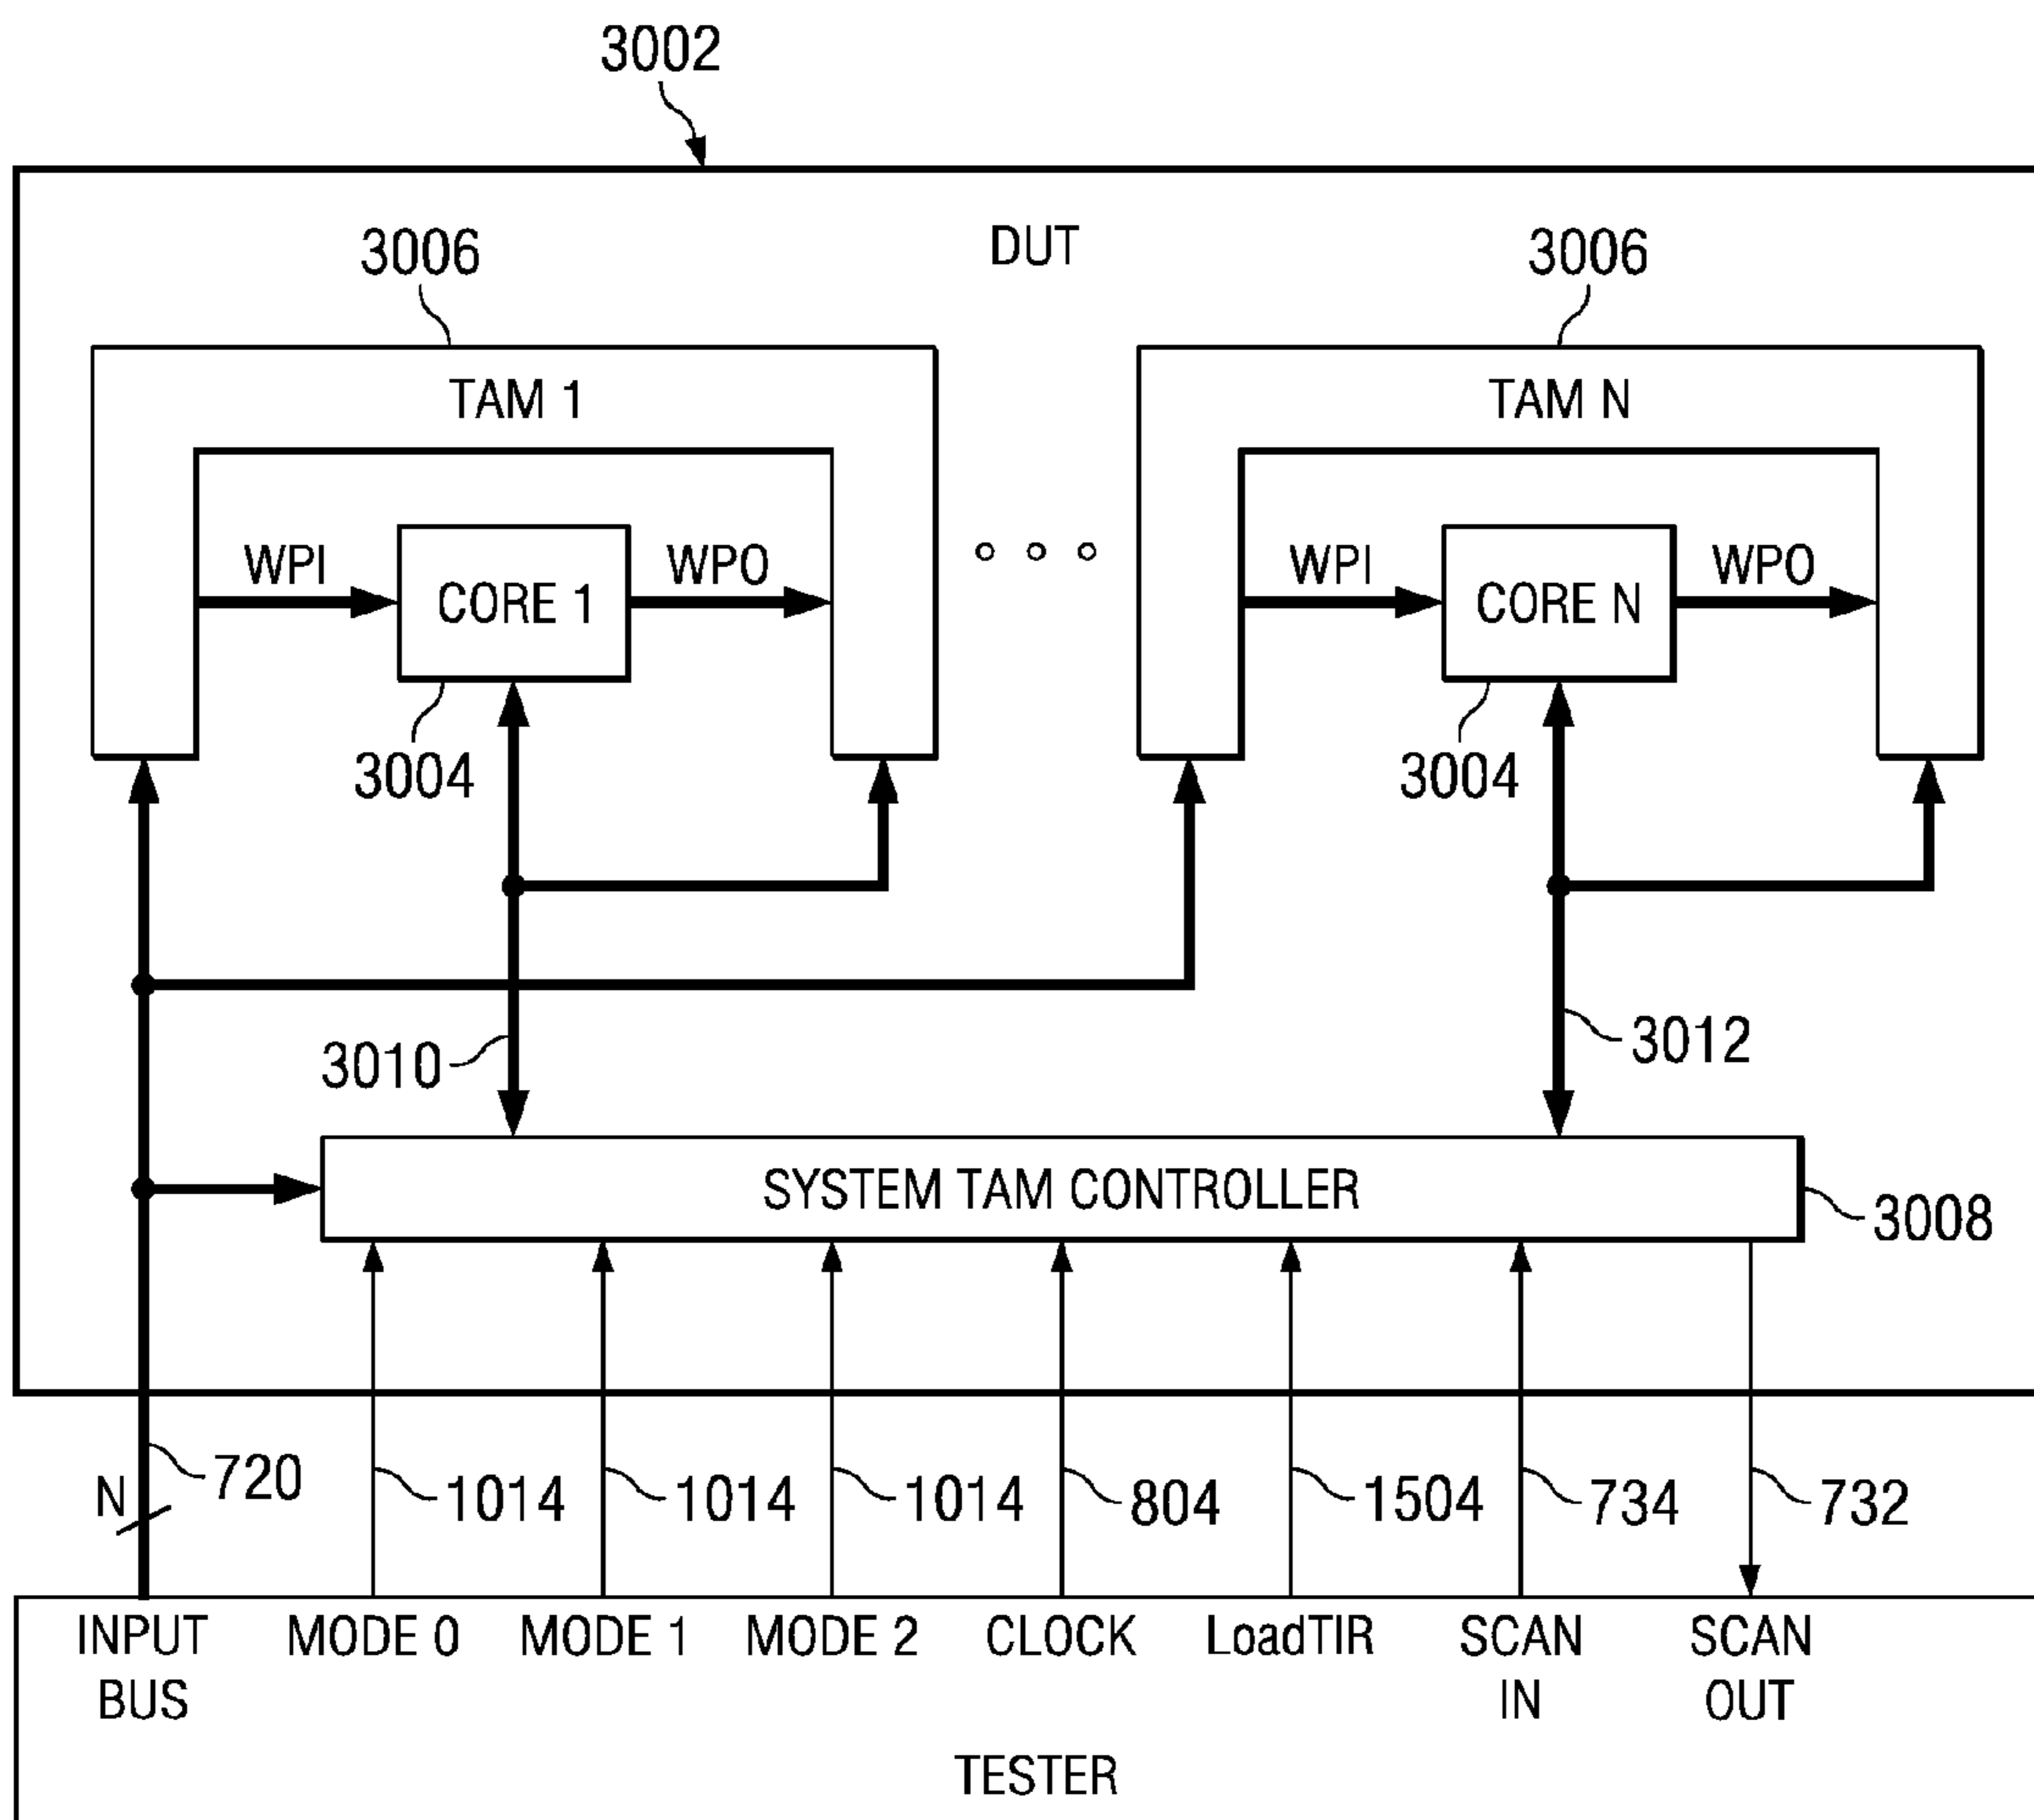 3002
DUT
3006
3006
TAM 1
TAM N
WPI
CORE 1
WPO
WPI
CORE N
WPO
3004
3004
3010
3012
SYSTEM TAM CONTROLLER
3008
N
720
1014
1014
1014
804
1504
734
732
INPUT BUS
MODE 0
MODE 1
MODE 2
CLOCK
LoadTIR
SCAN IN
SCAN OUT
TESTER